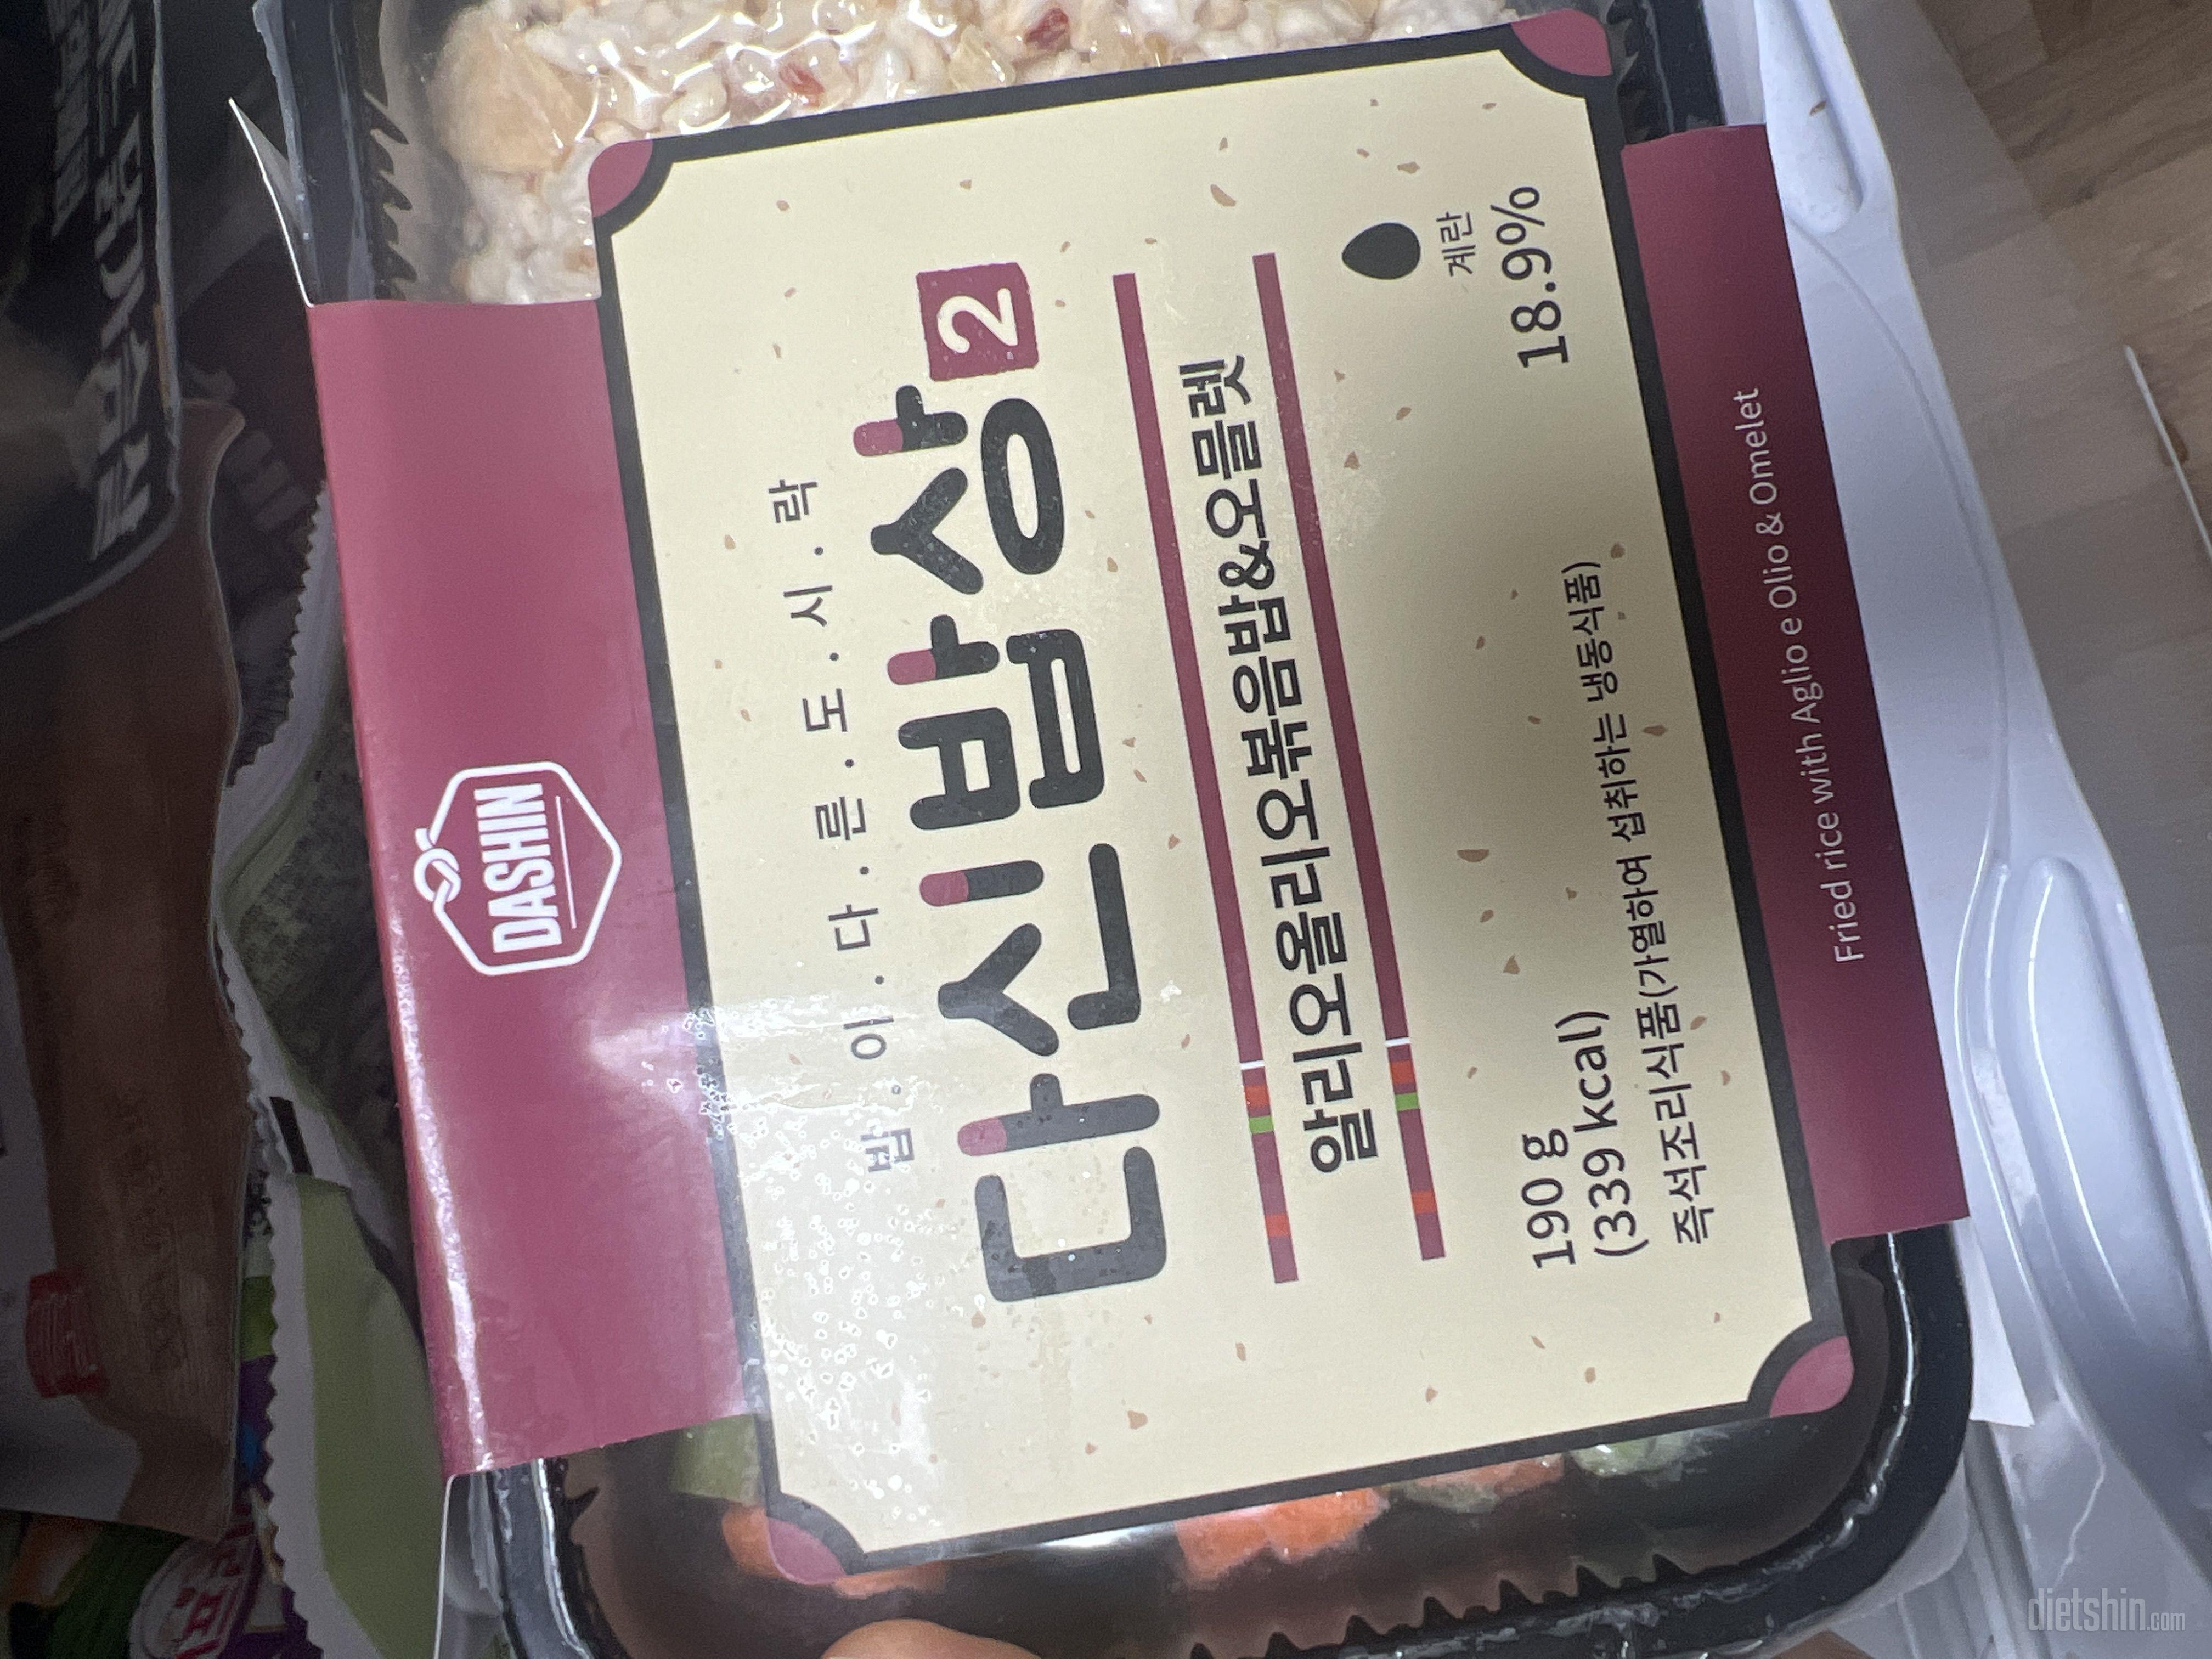 DASHIN
밥.이.다.른.도.시.락
다신밥상 2
알리오올리오볶음밥&오믈렛
계란
18.9%
190 g
(339 kcal)
즉석조리식품(가열하여 섭취하는 냉동식품)
Fried rice with Aglio e Olio & Omelet
dietshin.com